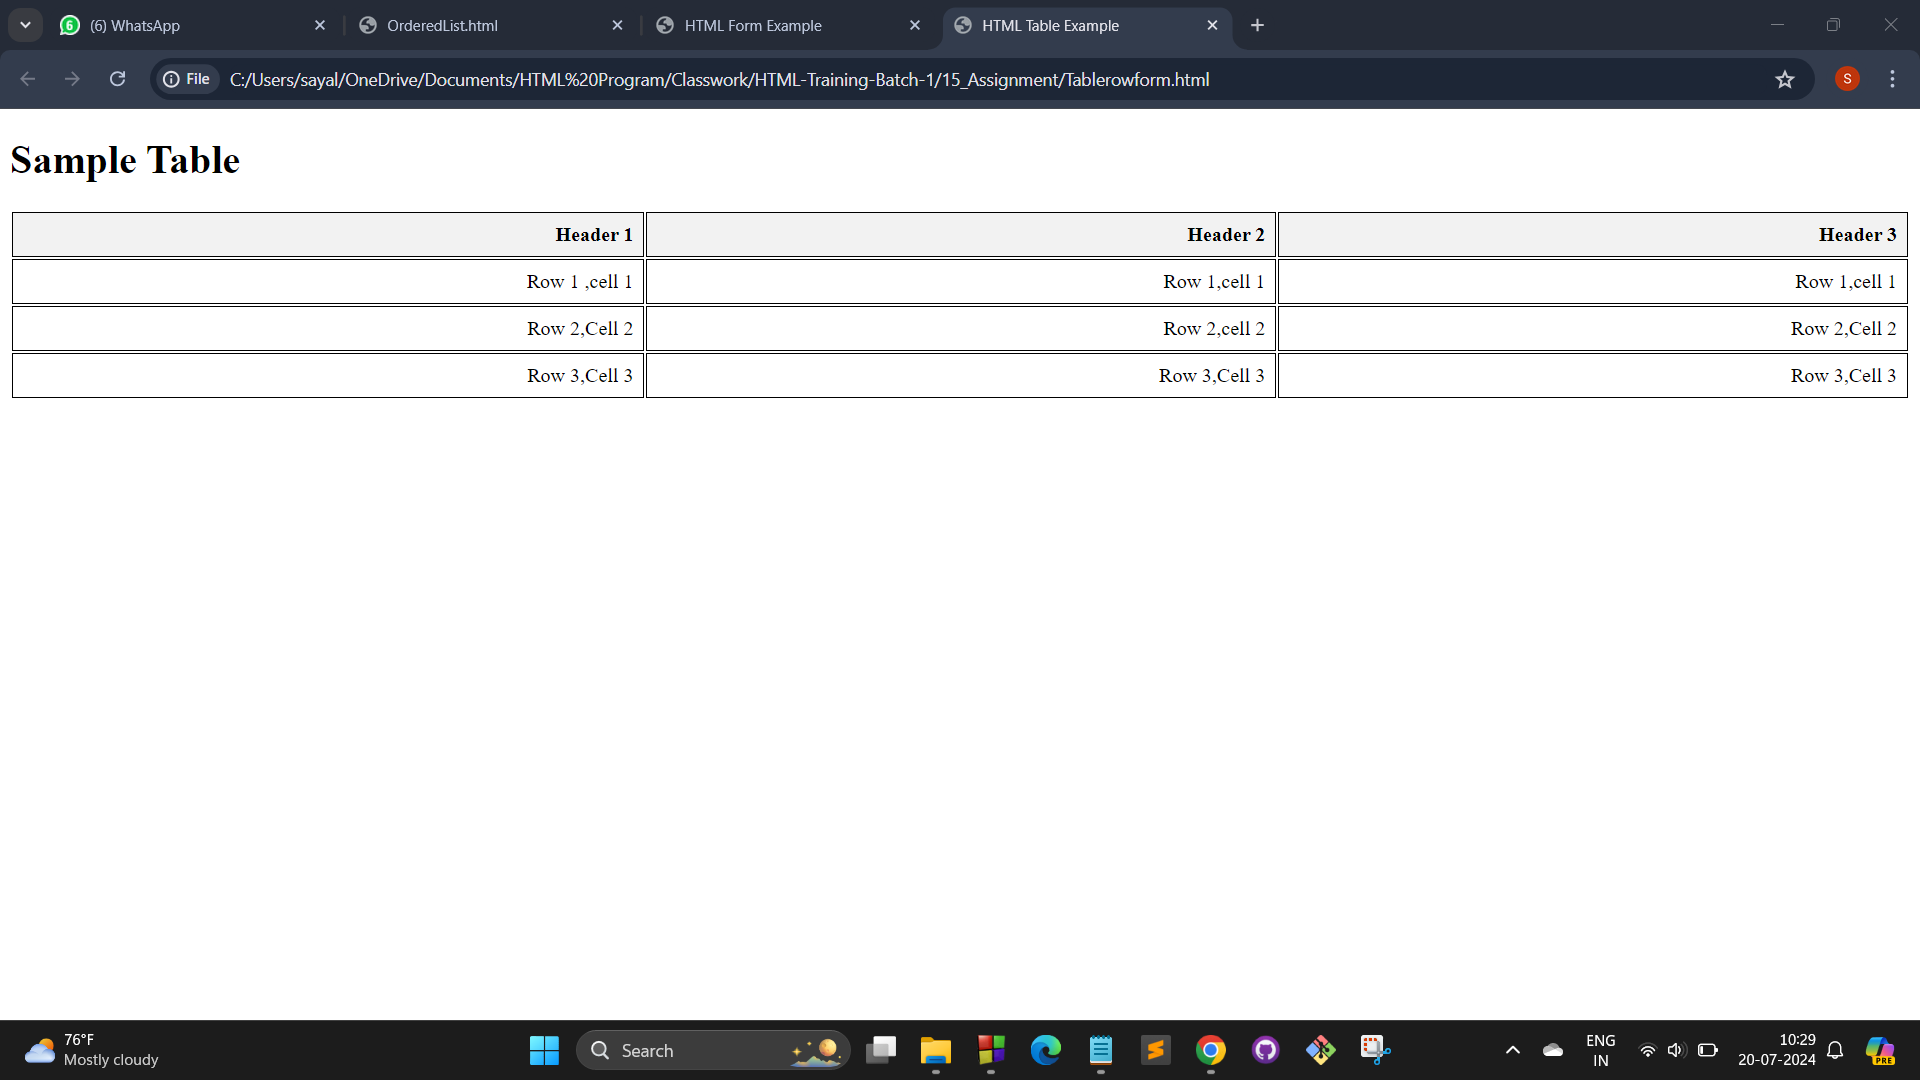 (6) WhatsApp
OrderedList.html
HTML Form Example
HTML Table Example
File
C:/Users/sayal/OneDrive/Documents/HTML%20Program/Classwork/HTML-Training-Batch-1/15_Assignment/Tablerowform.html
S
Sample Table
Header 1 Header 2 Header 3
Row 1 ,cell 1 Row 1,cell 1 Row 1,cell 1
Row 2,Cell 2 Row 2,cell 2 Row 2,Cell 2
Row 3,Cell 3 Row 3,Cell 3 Row 3,Cell 3
76°F
Mostly cloudy
Search
ENG
IN
10:29
20-07-2024
PRE